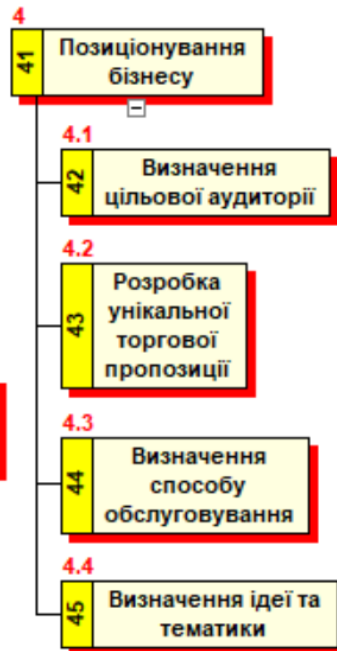 4
41
Позиціонування
бізнесу
4.1
42
Визначення
цільової аудиторії
4.2
43
Розробка
унікальної
торгової
пропозиції
4.3
44
Визначення
способу
обслуговування
4.4
45
Визначення ідеї та
тематики